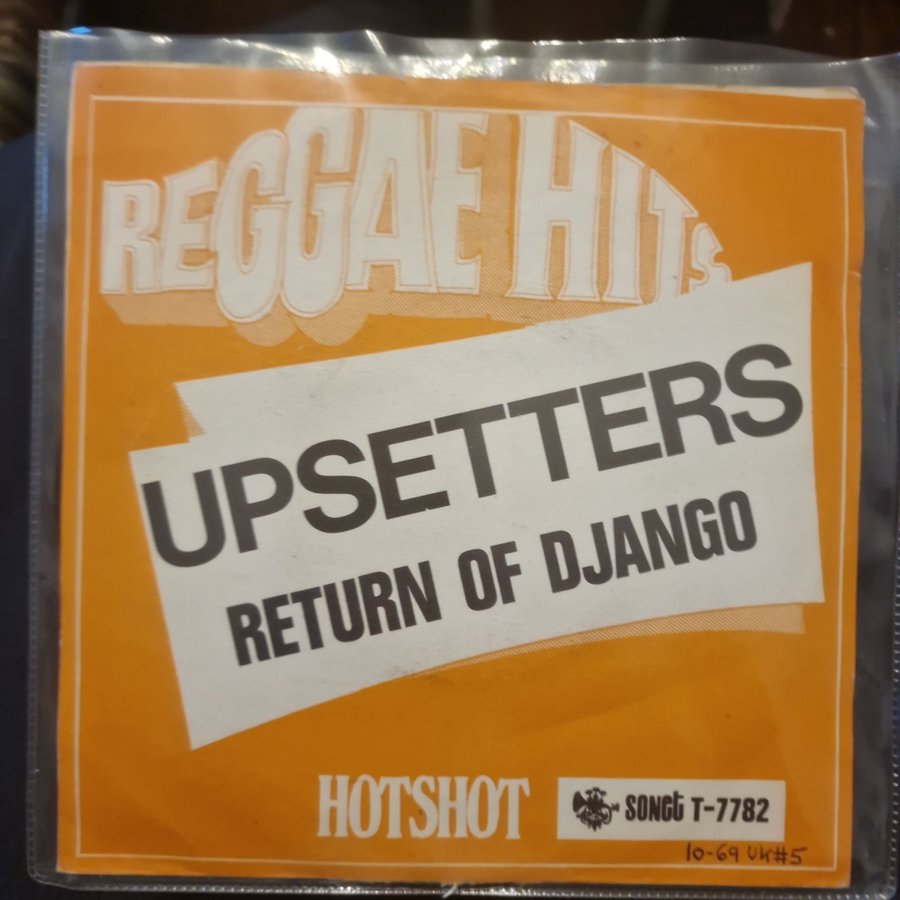 REGGAE HITS
UPSETTERS
RETURN OF DJANGO
HOTSHOT
SONET T-7782
10-69 UK#5